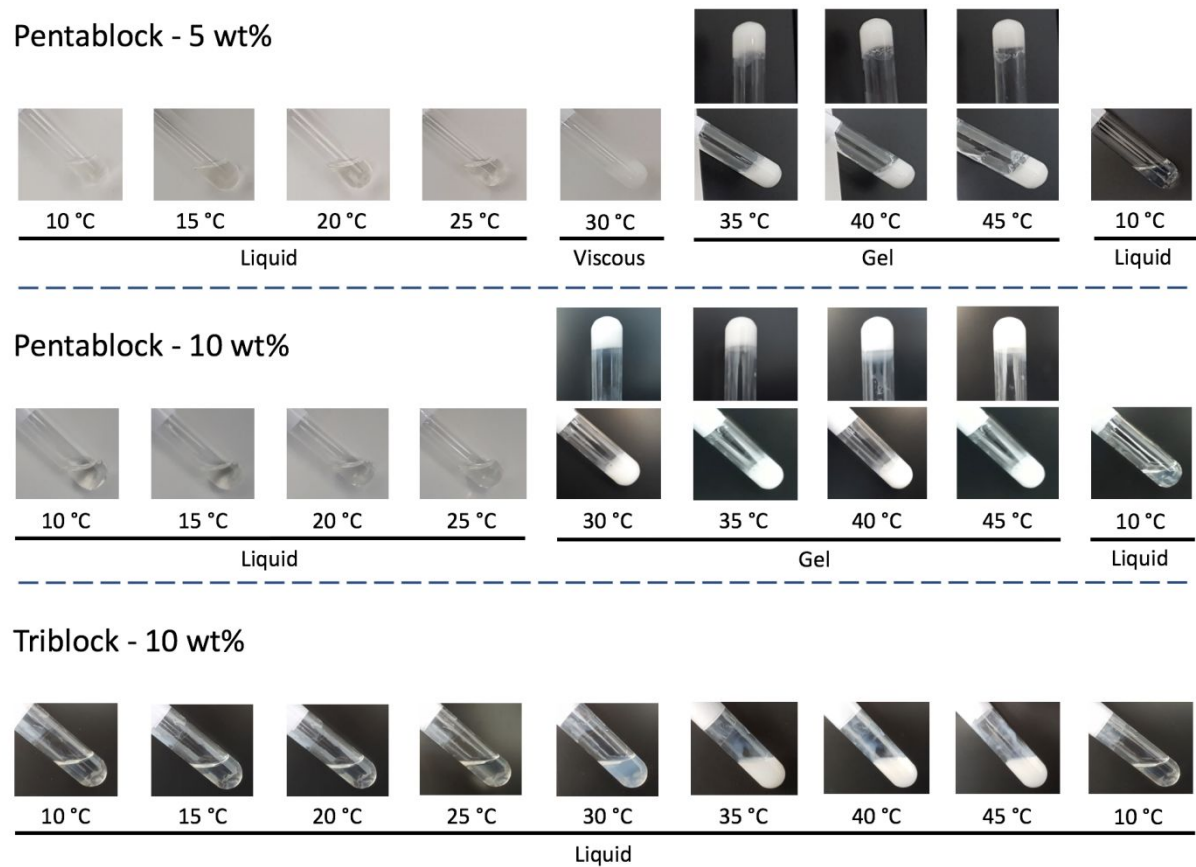 Pentablock - 5 wt%
10 °C 15 °C 20 °C 25 °C 30 °C 35 °C 40 °C 45 °C 10 °C
Liquid Viscous Gel Liquid
Pentablock - 10 wt%
10 °C 15 °C 20 °C 25 °C 30 °C 35 °C 40 °C 45 °C 10 °C
Liquid Gel Liquid
Triblock - 10 wt%
10 °C 15 °C 20 °C 25 °C 30 °C 35 °C 40 °C 45 °C 10 °C
Liquid